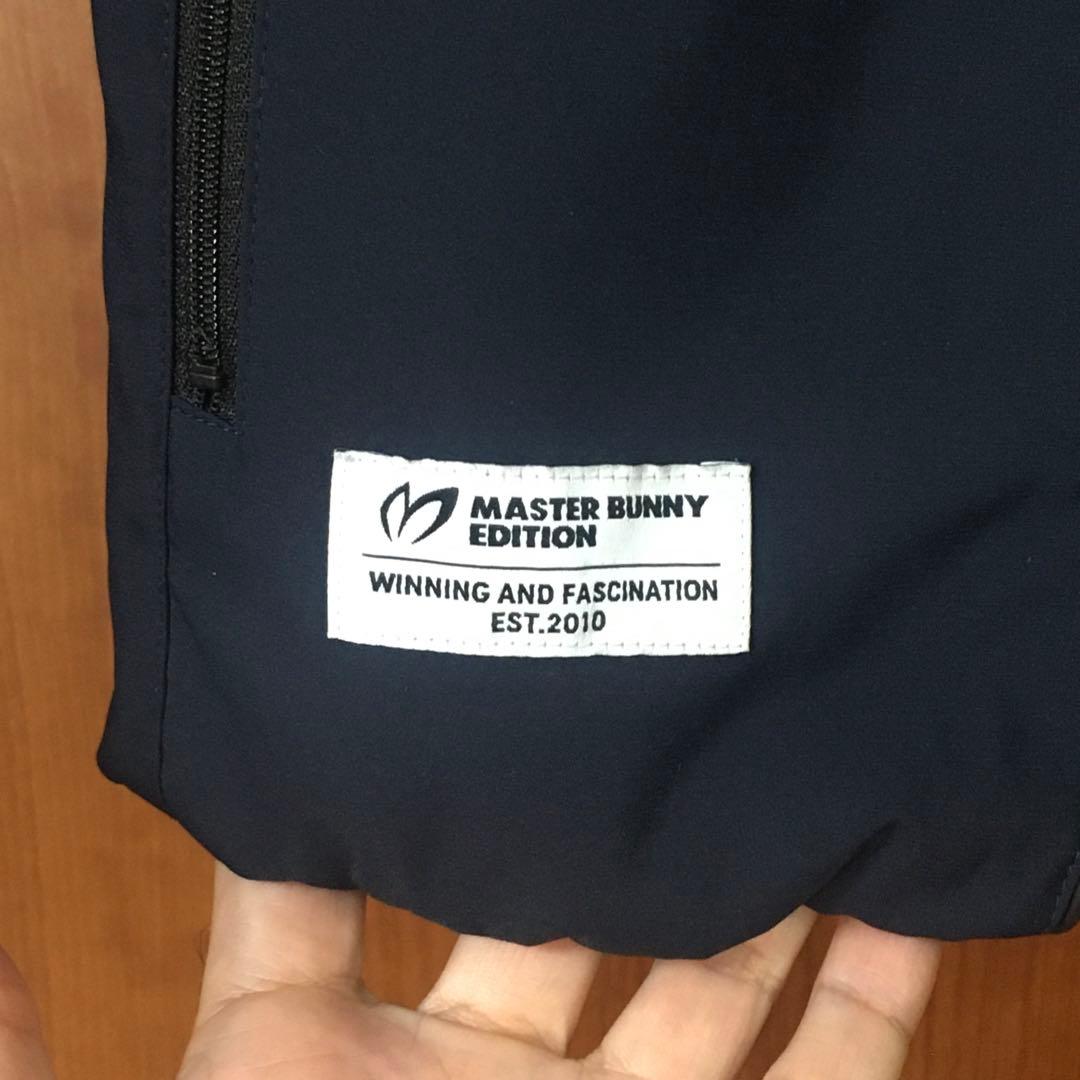 MASTER BUNNY
EDITION
WINNING AND FASCINATION
EST.2010